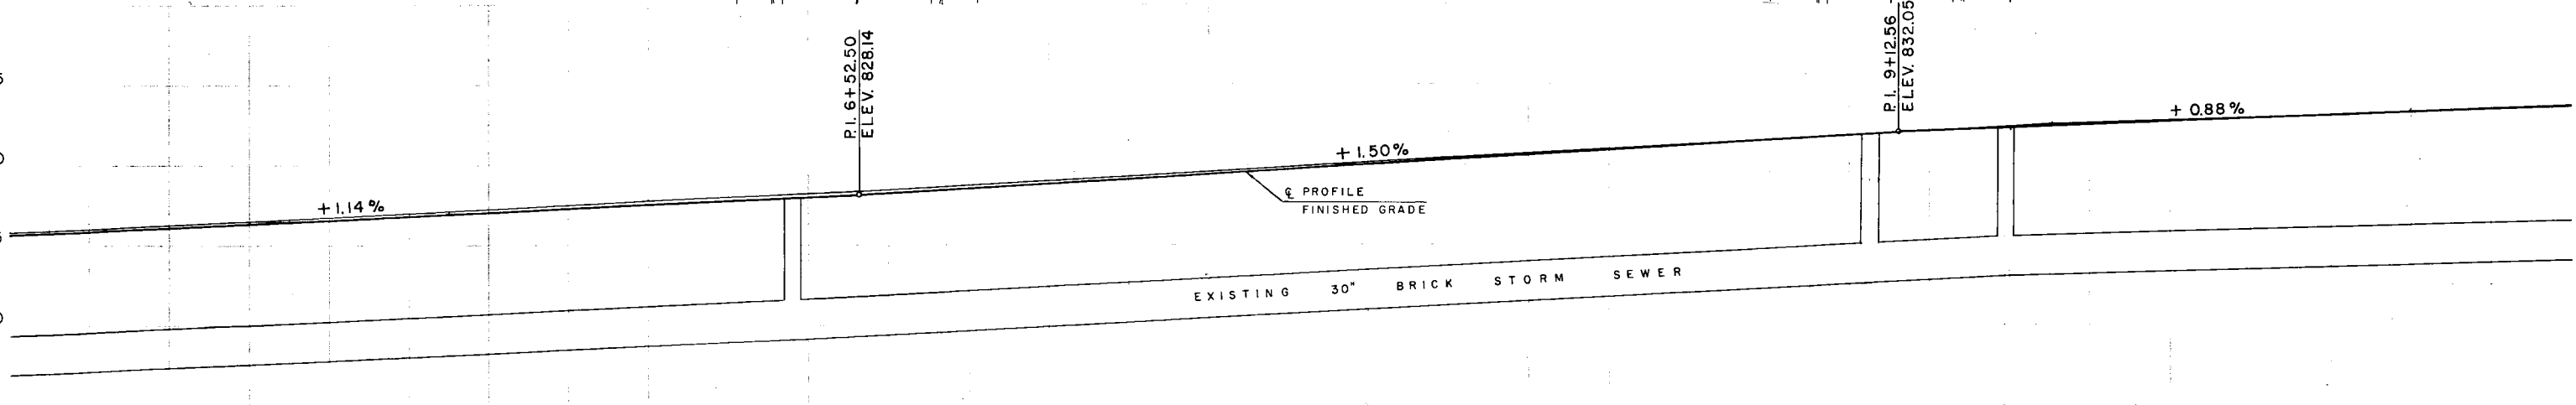 P.I. 6+52.50
ELEV. 828.14
P.I. 9+12.56
ELEV. 832.05
+1.14%
+1.50%
+0.88%
℄ PROFILE
FINISHED GRADE
EXISTING 30" BRICK STORM SEWER